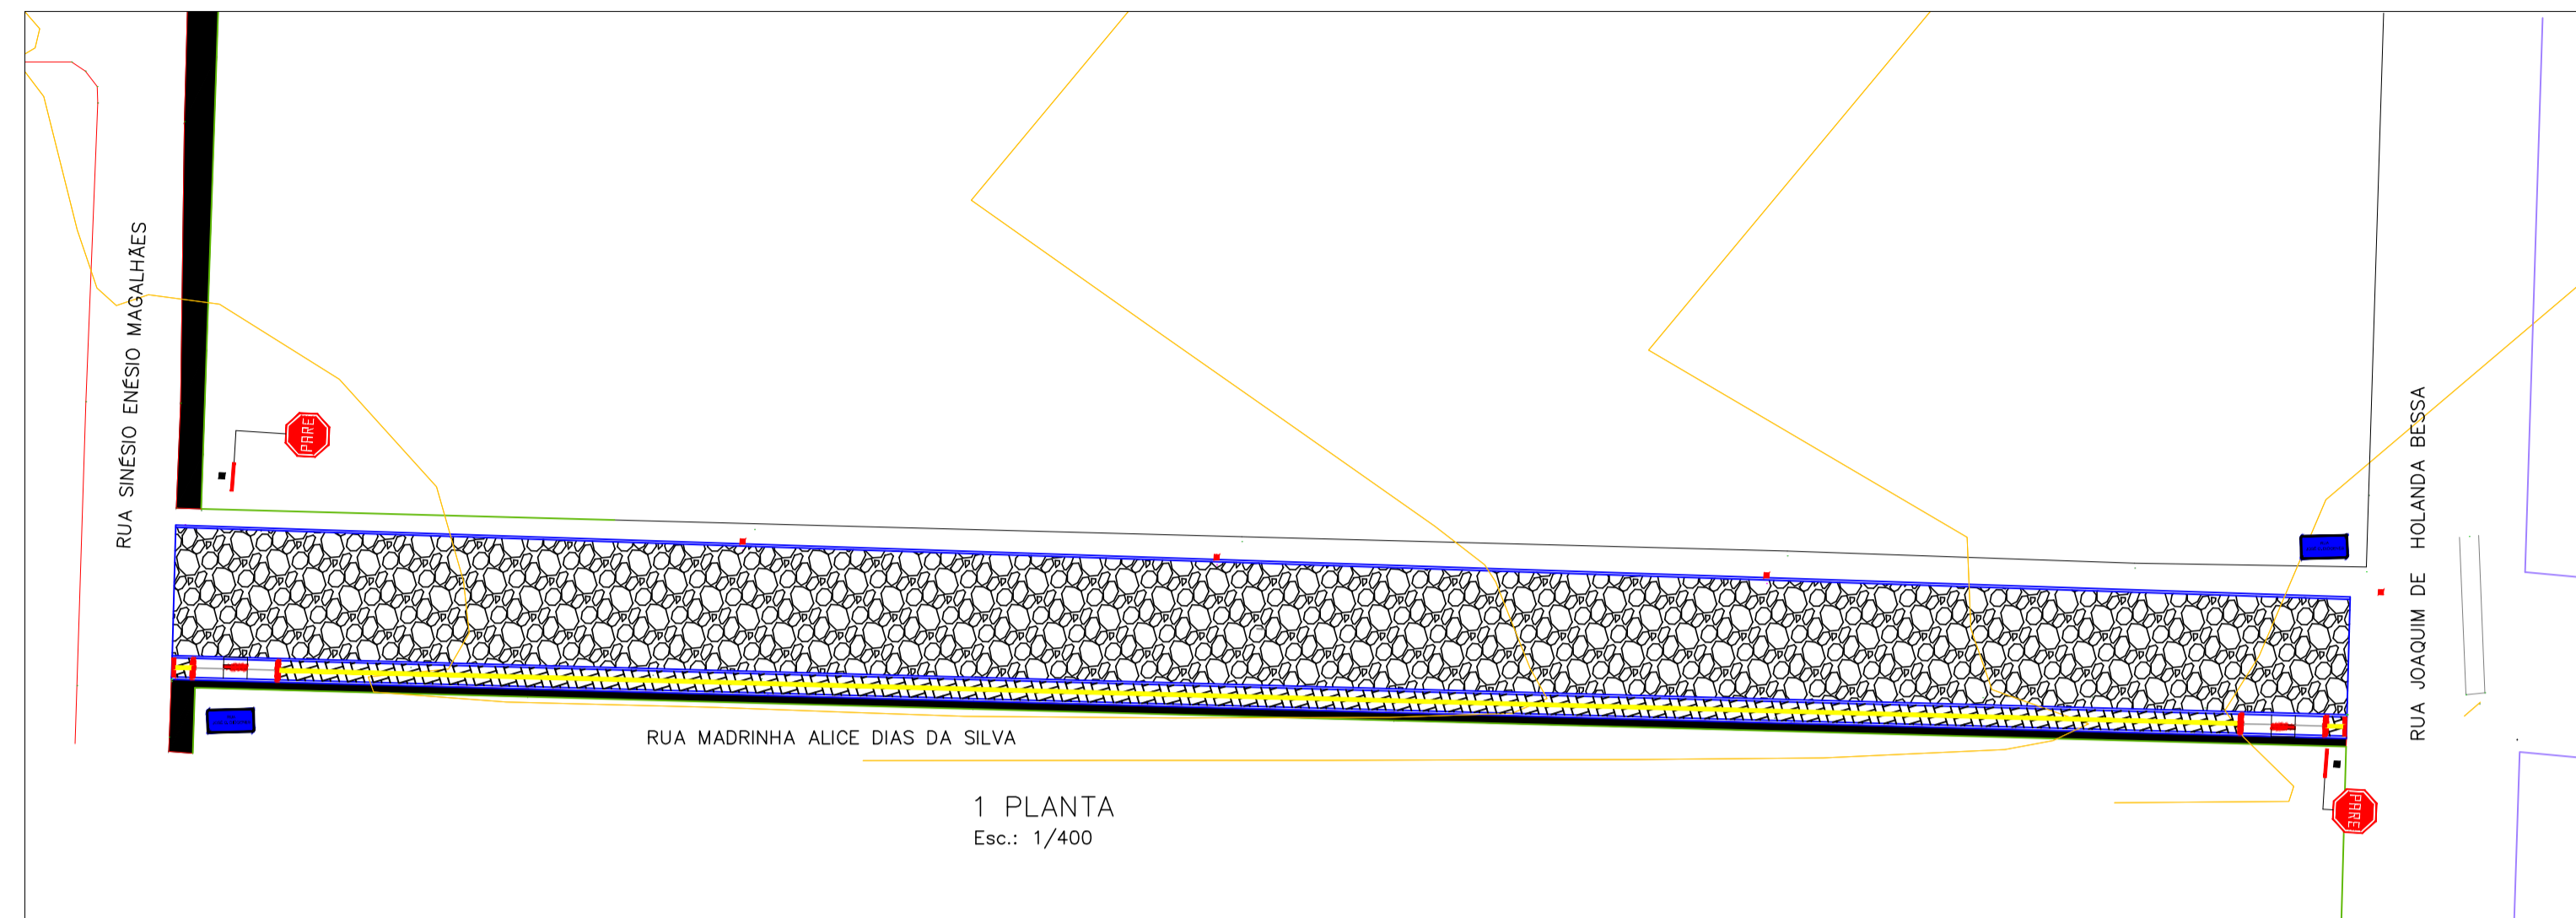 RUA SINÉSIO ENÉSIO MAGALHÃES
PARE
RUA JOAQUIM DE HOLANDA BESSA
RUA MADRINHA ALICE DIAS DA SILVA
PARE
1 PLANTA
Esc.: 1/400